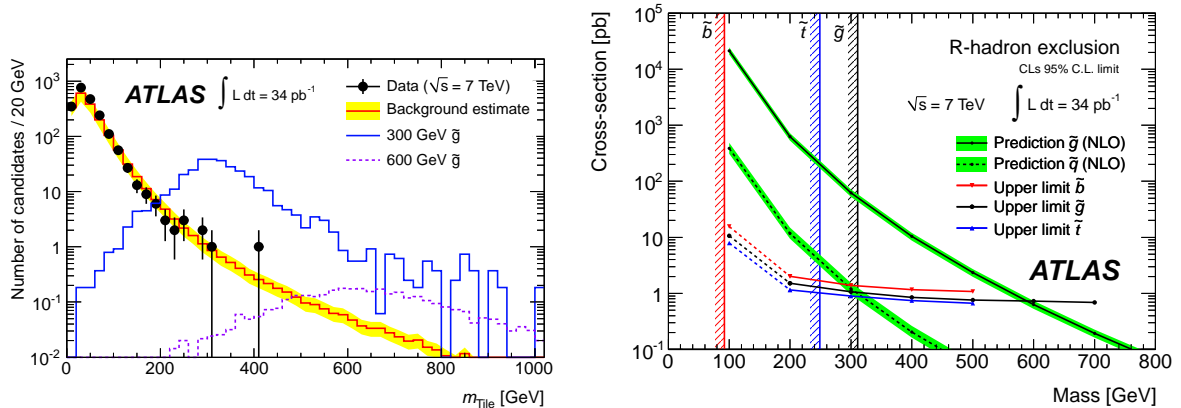 Number of candidates / 20 GeV
10³
10²
10
1
10⁻¹
10⁻²
ATLAS ∫ L dt = 34 pb⁻¹
Data (√s = 7 TeV)
Background estimate
300 GeV g̃
600 GeV g̃
0 200 400 600 800 1000
m_Tile [GeV]
Cross-section [pb]
10⁵
10⁴
10³
10²
10
1
10⁻¹
b̃ t̃ g̃
R-hadron exclusion
CLs 95% C.L. limit
√s = 7 TeV ∫ L dt = 34 pb⁻¹
Prediction g̃ (NLO)
Prediction q̃ (NLO)
Upper limit b̃
Upper limit g̃
Upper limit t̃
ATLAS
0 100 200 300 400 500 600 700 800
Mass [GeV]